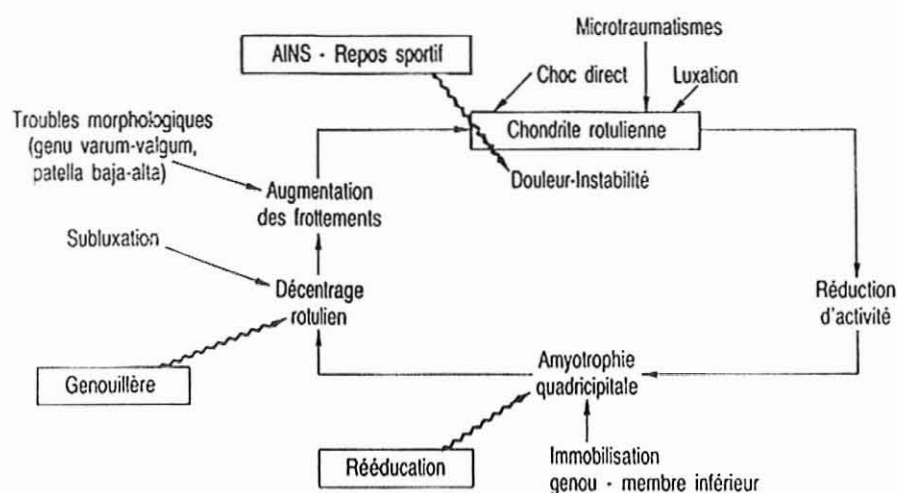 Microtraumatismes
AINS - Repos sportif
Choc direct
Luxation
Troubles morphologiques
(genu varum-valgum,
patella baja-alta)
Chondrite rotulienne
Douleur-Instabilité
Augmentation
des frottements
Subluxation
Décentrage
rotulien
Réduction
d'activité
Genouillère
Amyotrophie
quadricipitale
Rééducation
Immobilisation
genou - membre inférieur